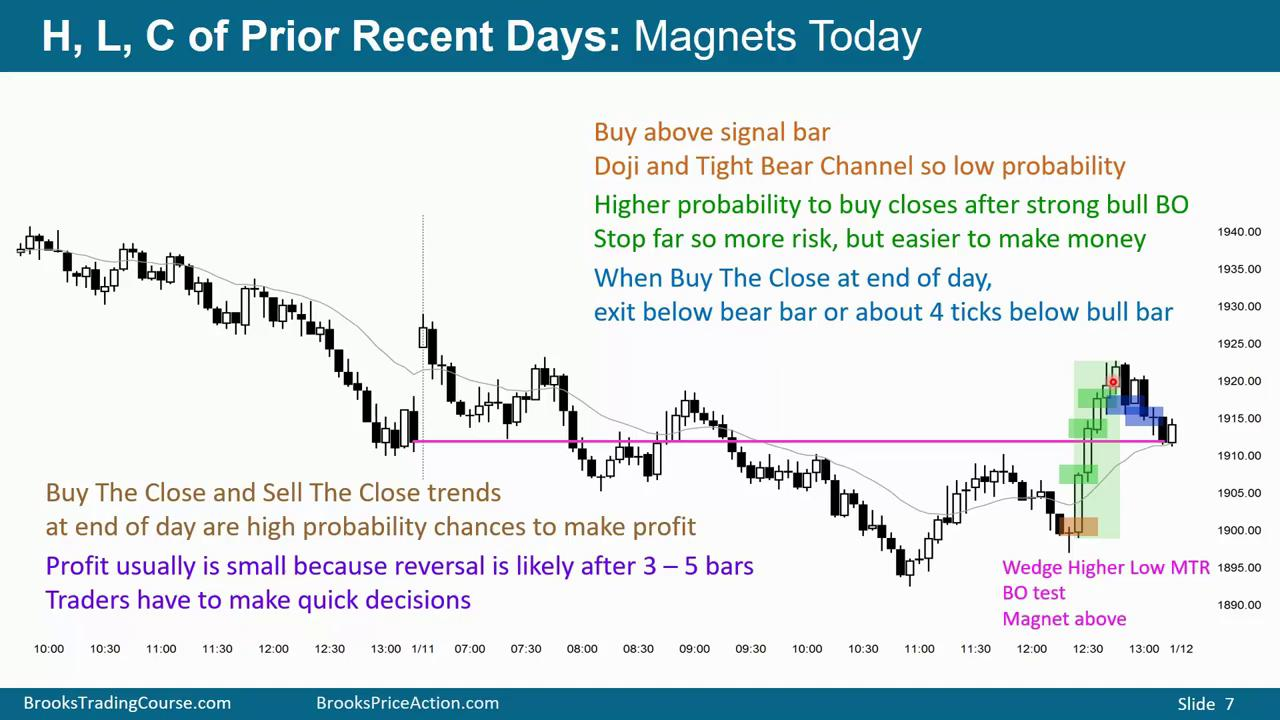 H, L, C of Prior Recent Days: Magnets Today
Buy above signal bar
Doji and Tight Bear Channel so low probability
Higher probability to buy closes after strong bull BO
Stop far so more risk, but easier to make money
When Buy The Close at end of day,
exit below bear bar or about 4 ticks below bull bar
1940.00
1935.00
1930.00
1925.00
1920.00
1915.00
1910.00
1905.00
1900.00
1895.00
1890.00
Buy The Close and Sell The Close trends
at end of day are high probability chances to make profit
Profit usually is small because reversal is likely after 3 – 5 bars
Traders have to make quick decisions
Wedge Higher Low MTR
BO test
Magnet above
10:00 10:30 11:00 11:30 12:00 12:30 13:00 1/11 07:00 07:30 08:00 08:30 09:00 09:30 10:00 10:30 11:00 11:30 12:00 12:30 13:00 1/12
BrooksTradingCourse.com BrooksPriceAction.com Slide 7